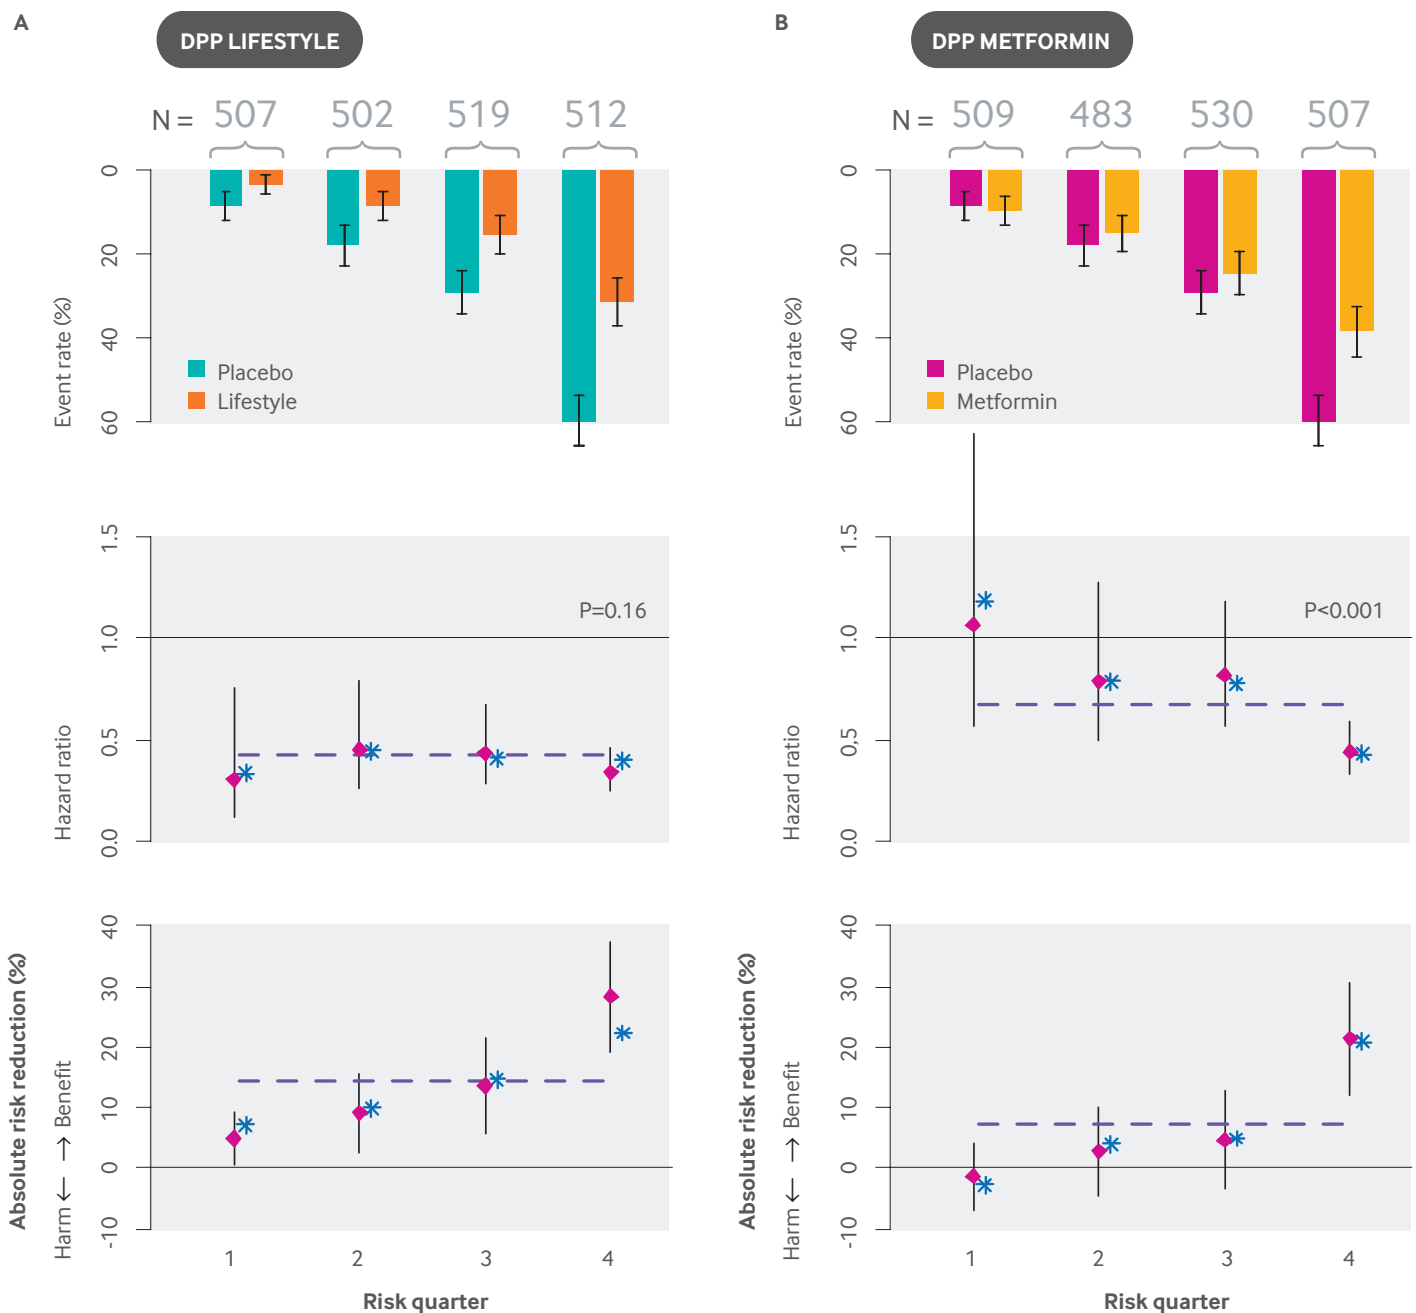 A
DPP LIFESTYLE
N = 507 502 519 512
Event rate (%)
0
20
40
60
Placebo
Lifestyle
Hazard ratio
1.5
1.0
0.5
0.0
P=0.16
Absolute risk reduction (%)
Harm ← → Benefit
40
30
20
10
0
-10
1 2 3 4
Risk quarter
B
DPP METFORMIN
N = 509 483 530 507
Event rate (%)
0
20
40
60
Placebo
Metformin
Hazard ratio
1.5
1.0
0.5
0.0
P<0.001
Absolute risk reduction (%)
Harm ← → Benefit
40
30
20
10
0
-10
1 2 3 4
Risk quarter